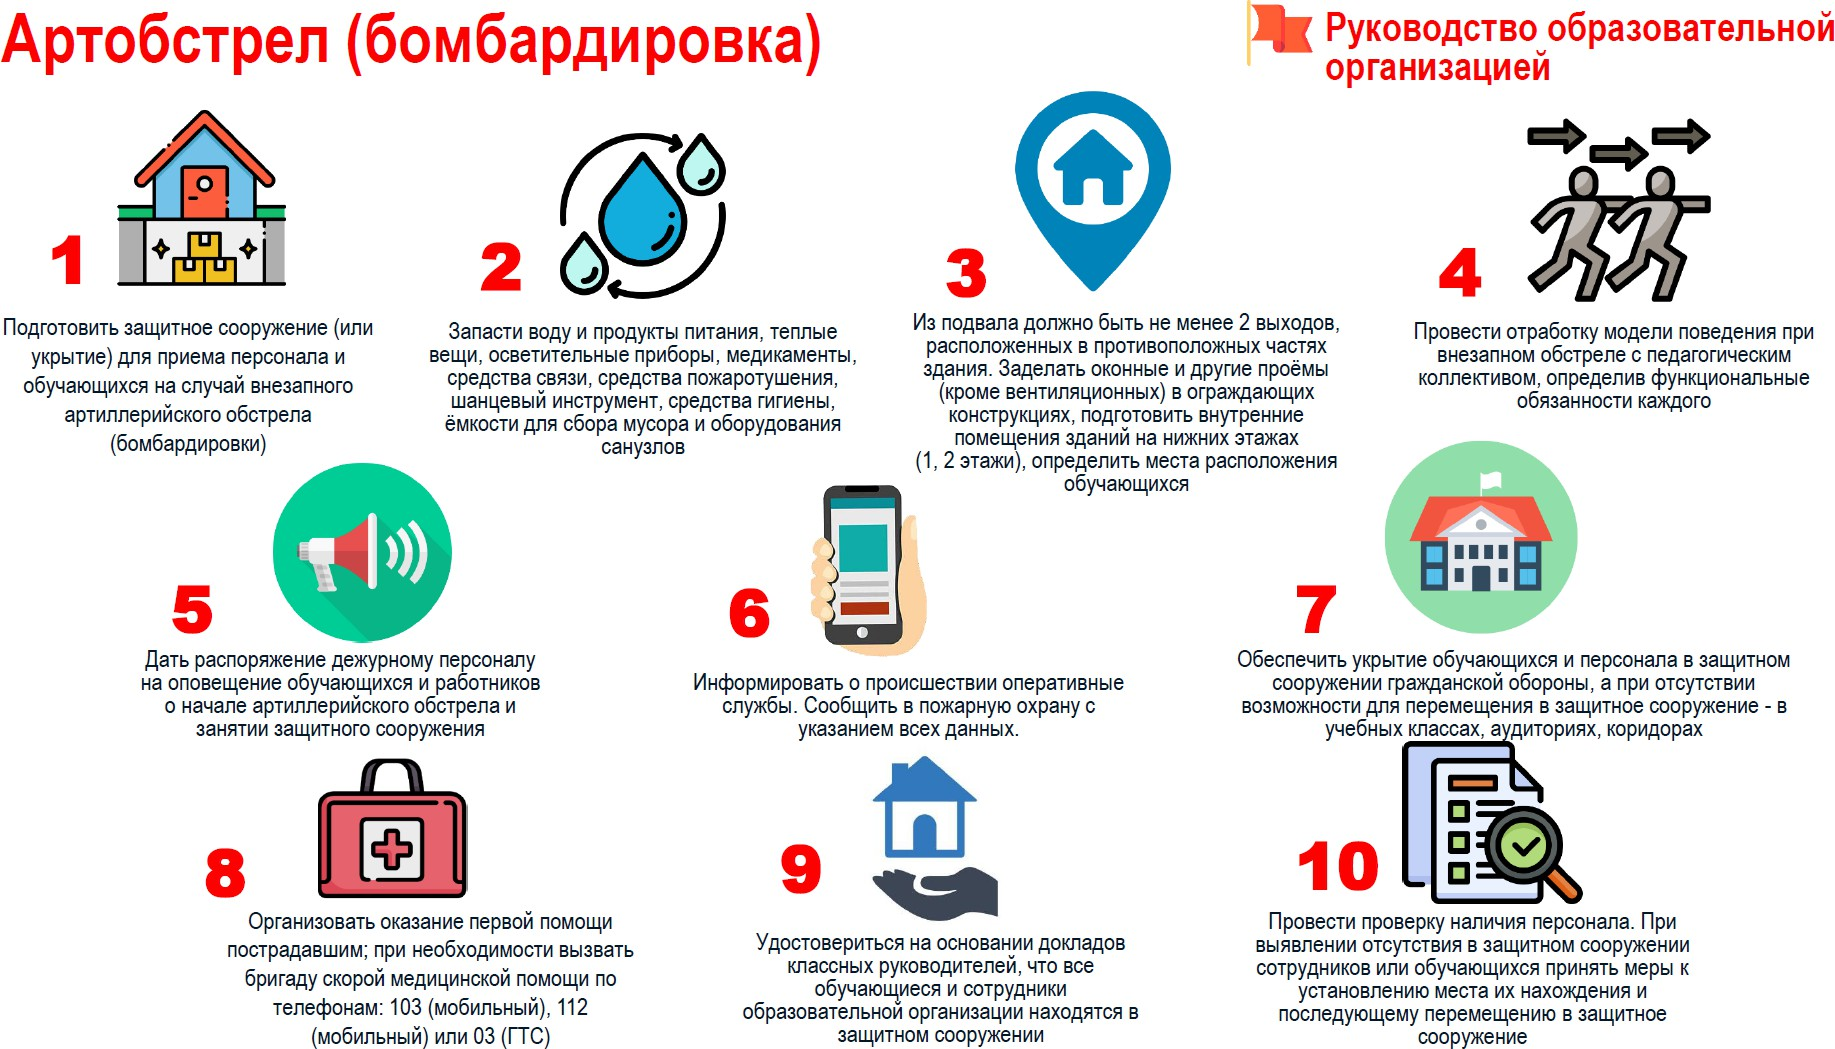 Артобстрел (бомбардировка)
Руководство образовательной
организацией
1
Подготовить защитное сооружение (или
укрытие) для приема персонала и
обучающихся на случай внезапного
артиллерийского обстрела
(бомбардировки)
2
Запасти воду и продукты питания, теплые
вещи, осветительные приборы, медикаменты,
средства связи, средства пожаротушения,
шанцевый инструмент, средства гигиены,
ёмкости для сбора мусора и оборудования
санузлов
3
Из подвала должно быть не менее 2 выходов,
расположенных в противоположных частях
здания. Заделать оконные и другие проёмы
(кроме вентиляционных) в ограждающих
конструкциях, подготовить внутренние
помещения зданий на нижних этажах
(1, 2 этажи), определить места расположения
обучающихся
4
Провести отработку модели поведения при
внезапном обстреле с педагогическим
коллективом, определив функциональные
обязанности каждого
5
Дать распоряжение дежурному персоналу
на оповещение обучающихся и работников
о начале артиллерийского обстрела и
занятии защитного сооружения
6
Информировать о происшествии оперативные
службы. Сообщить в пожарную охрану с
указанием всех данных.
7
Обеспечить укрытие обучающихся и персонала в защитном
сооружении гражданской обороны, а при отсутствии
возможности для перемещения в защитное сооружение - в
учебных классах, аудиториях, коридорах
8
Организовать оказание первой помощи
пострадавшим; при необходимости вызвать
бригаду скорой медицинской помощи по
телефонам: 103 (мобильный), 112
(мобильный) или 03 (ГТС)
9
Удостовериться на основании докладов
классных руководителей, что все
обучающиеся и сотрудники
образовательной организации находятся в
защитном сооружении
10
Провести проверку наличия персонала. При
выявлении отсутствия в защитном сооружении
сотрудников или обучающихся принять меры к
установлению места их нахождения и
последующему перемещению в защитное
сооружение